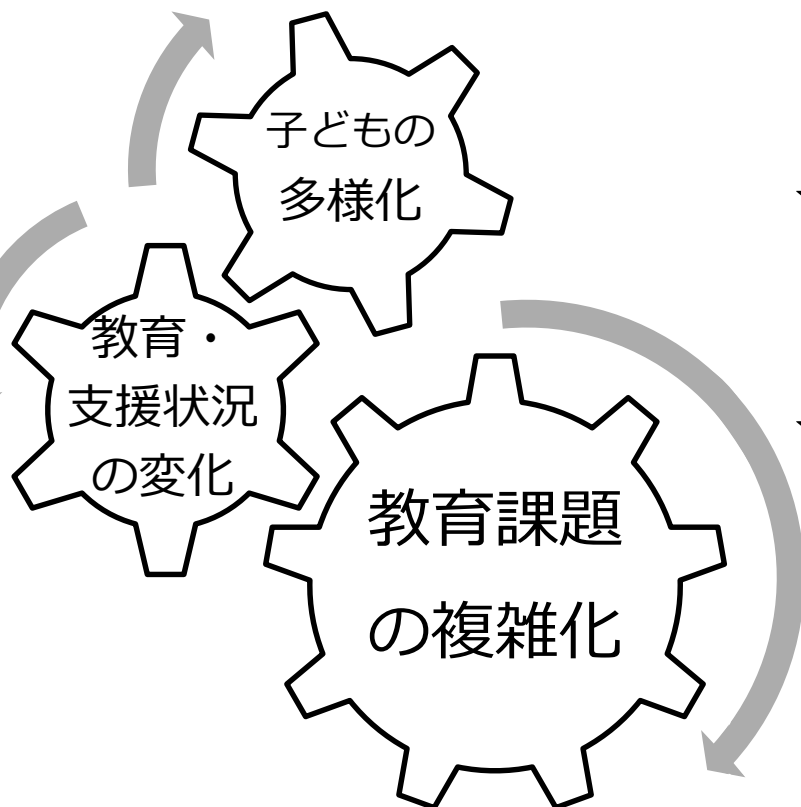 子どもの
多様化
教育・
支援状況
の変化
教育課題
の複雑化